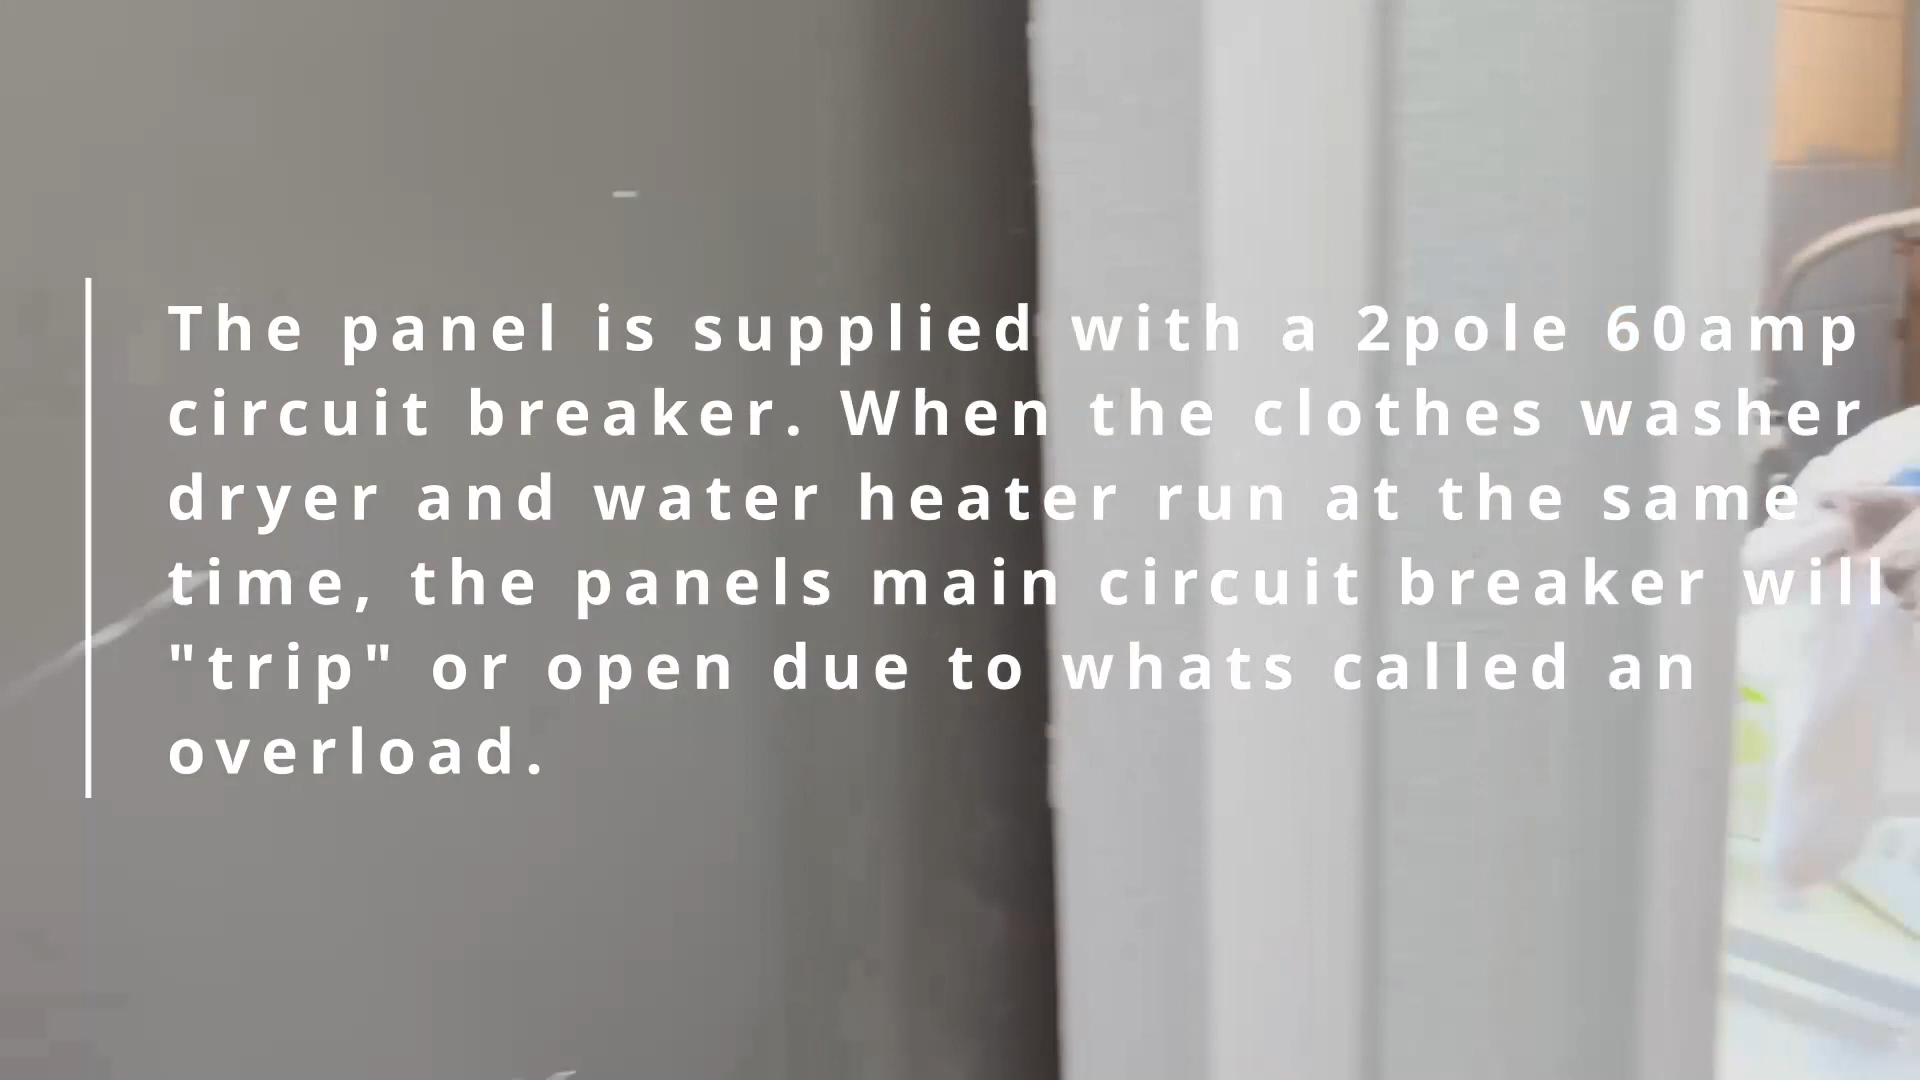 The panel is supplied with a 2pole 60amp
circuit breaker. When the clothes washer
dryer and water heater run at the same
time, the panels main circuit breaker will
"trip" or open due to whats called an
overload.